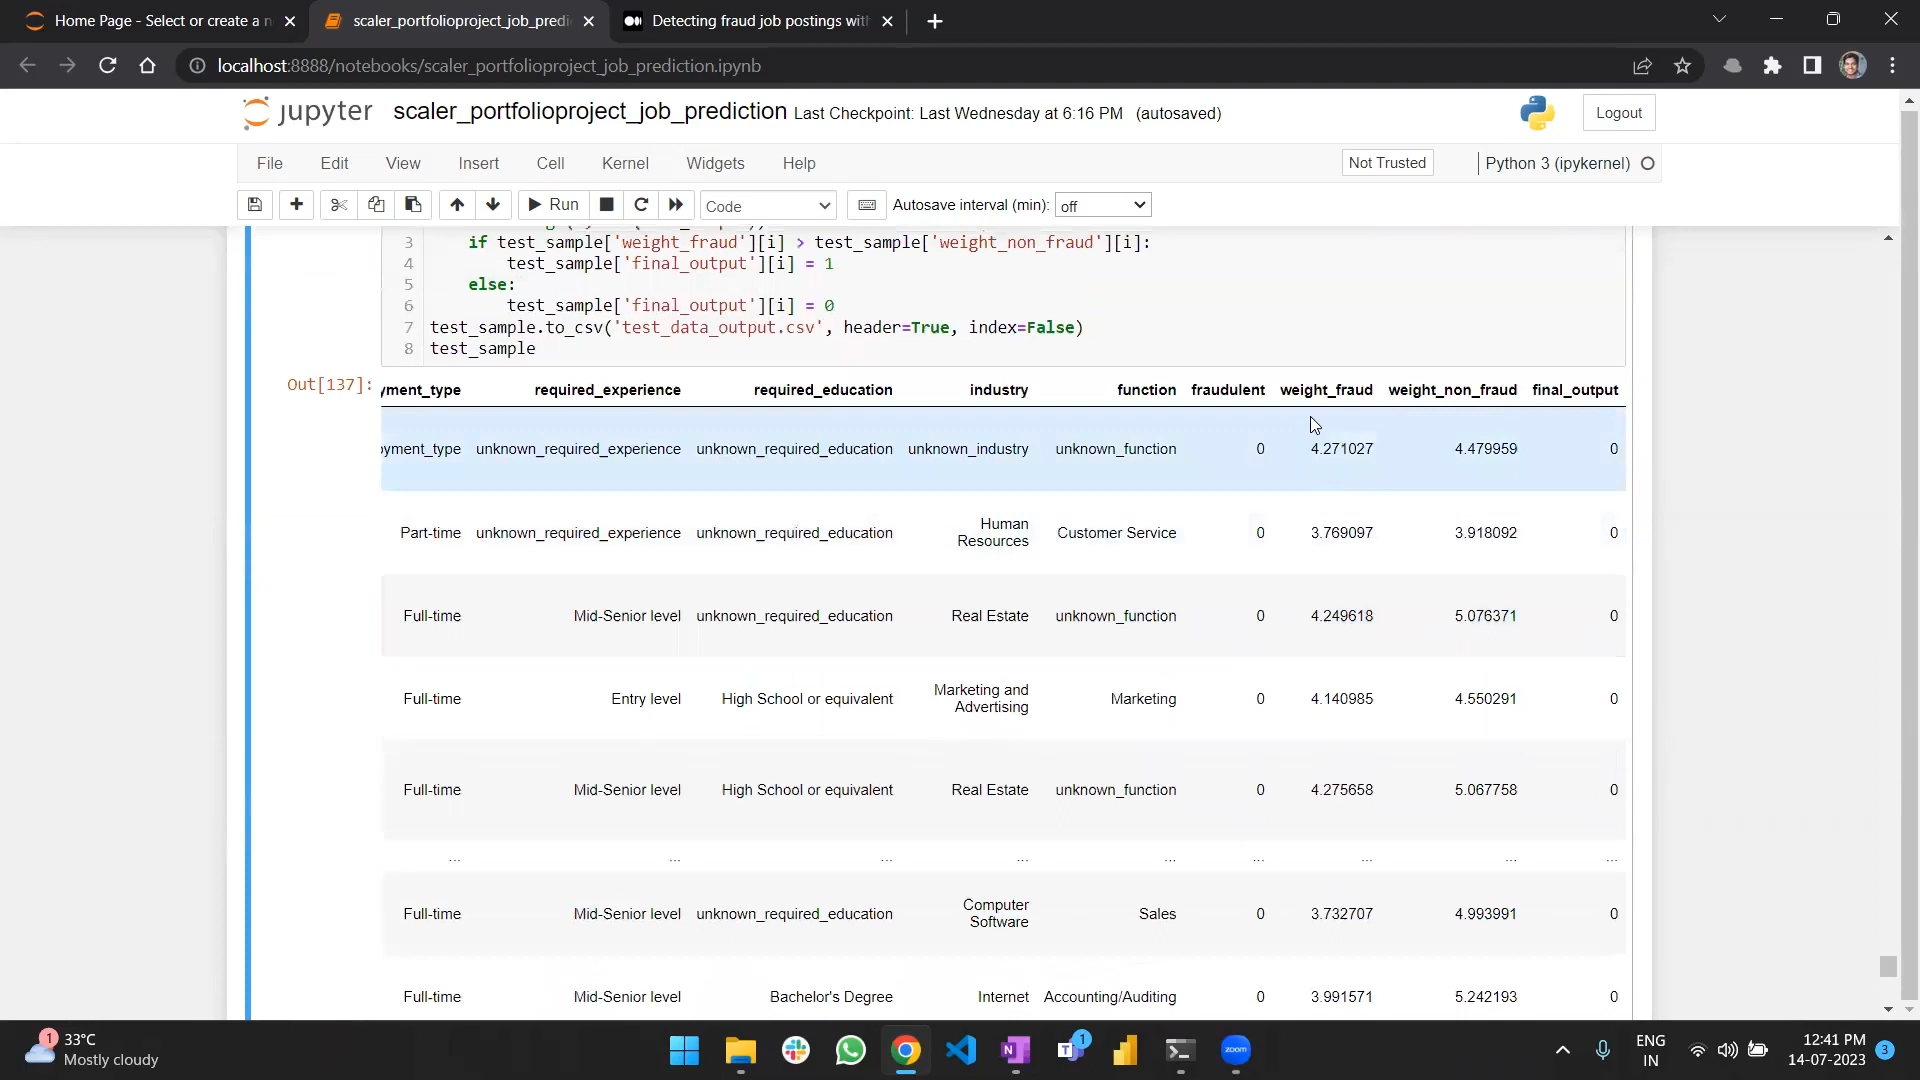 Home Page - Select or create a n
scaler_portfolioproject_job_predi
Detecting fraud job postings with
localhost:8888/notebooks/scaler_portfolioproject_job_prediction.ipynb
jupyter scaler_portfolioproject_job_prediction Last Checkpoint: Last Wednesday at 6:16 PM (autosaved)
Logout
File Edit View Insert Cell Kernel Widgets Help
Not Trusted
Python 3 (ipykernel)
Run
Code
Autosave interval (min): off
3 if test_sample['weight_fraud'][i] > test_sample['weight_non_fraud'][i]:
4 test_sample['final_output'][i] = 1
5 else:
6 test_sample['final_output'][i] = 0
7 test_sample.to_csv('test_data_output.csv', header=True, index=False)
8 test_sample
Out[137]:
yment_type required_experience required_education industry function fraudulent weight_fraud weight_non_fraud final_output
oyment_type unknown_required_experience unknown_required_education unknown_industry unknown_function 0 4.271027 4.479959 0
Part-time unknown_required_experience unknown_required_education Human Resources Customer Service 0 3.769097 3.918092 0
Full-time Mid-Senior level unknown_required_education Real Estate unknown_function 0 4.249618 5.076371 0
Full-time Entry level High School or equivalent Marketing and Advertising Marketing 0 4.140985 4.550291 0
Full-time Mid-Senior level High School or equivalent Real Estate unknown_function 0 4.275658 5.067758 0
... ... ... ... ... ... ... ... ...
Full-time Mid-Senior level unknown_required_education Computer Software Sales 0 3.732707 4.993991 0
Full-time Mid-Senior level Bachelor's Degree Internet Accounting/Auditing 0 3.991571 5.242193 0
1
33°C
Mostly cloudy
N
T
1
zoom
ENG
IN
12:41 PM
14-07-2023
3